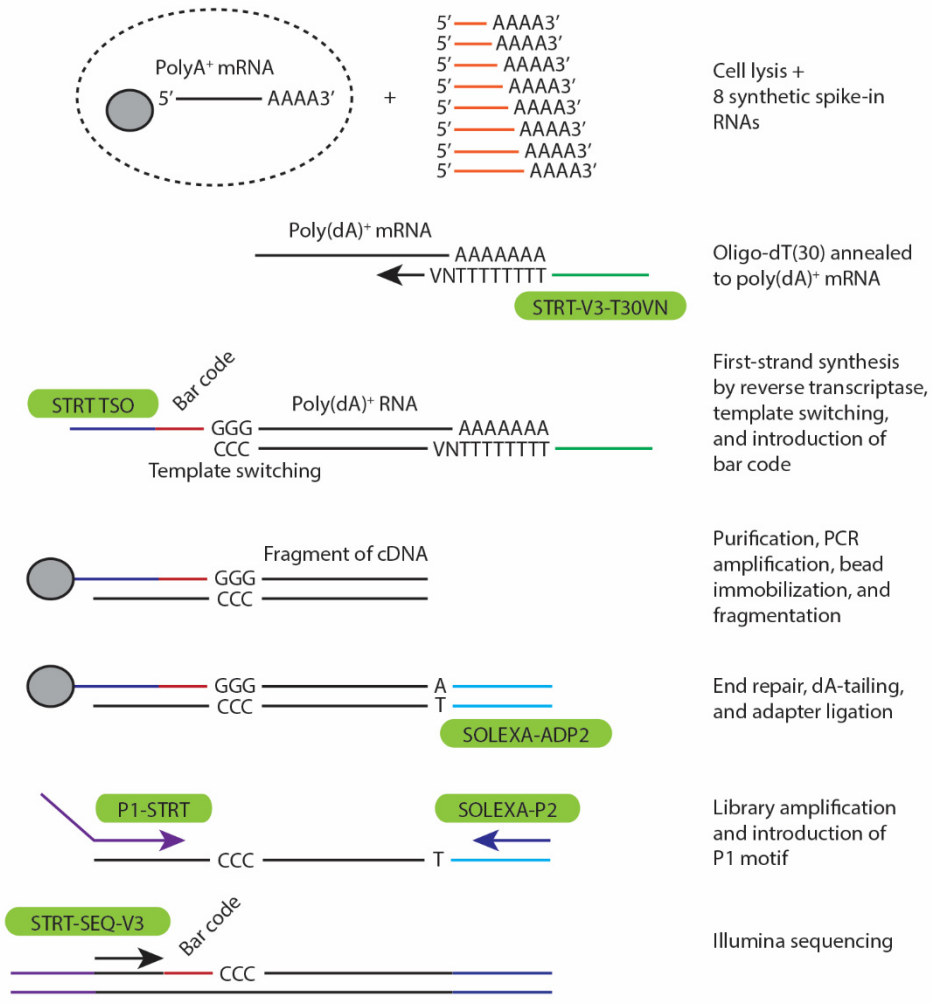 PolyA+ mRNA
5’ AAAA3’
+
5’ AAAA3’
5’ AAAA3’
5’ AAAA3’
5’ AAAA3’
5’ AAAA3’
5’ AAAA3’
5’ AAAA3’
5’ AAAA3’
Cell lysis +
8 synthetic spike-in
RNAs
Poly(dA)+ mRNA
AAAAAAA
VNTTTTTTTT
STRT-V3-T30VN
Oligo-dT(30) annealed
to poly(dA)+ mRNA
STRT TSO
Bar code
Poly(dA)+ RNA
GGG AAAAAAA
CCC VNTTTTTTTT
Template switching
First-strand synthesis
by reverse transcriptase,
template switching,
and introduction of
bar code
Fragment of cDNA
GGG
CCC
Purification, PCR
amplification, bead
immobilization, and
fragmentation
GGG A
CCC T
SOLEXA-ADP2
End repair, dA-tailing,
and adapter ligation
P1-STRT
SOLEXA-P2
CCC T
Library amplification
and introduction of
P1 motif
STRT-SEQ-V3
Bar code
CCC
Illumina sequencing